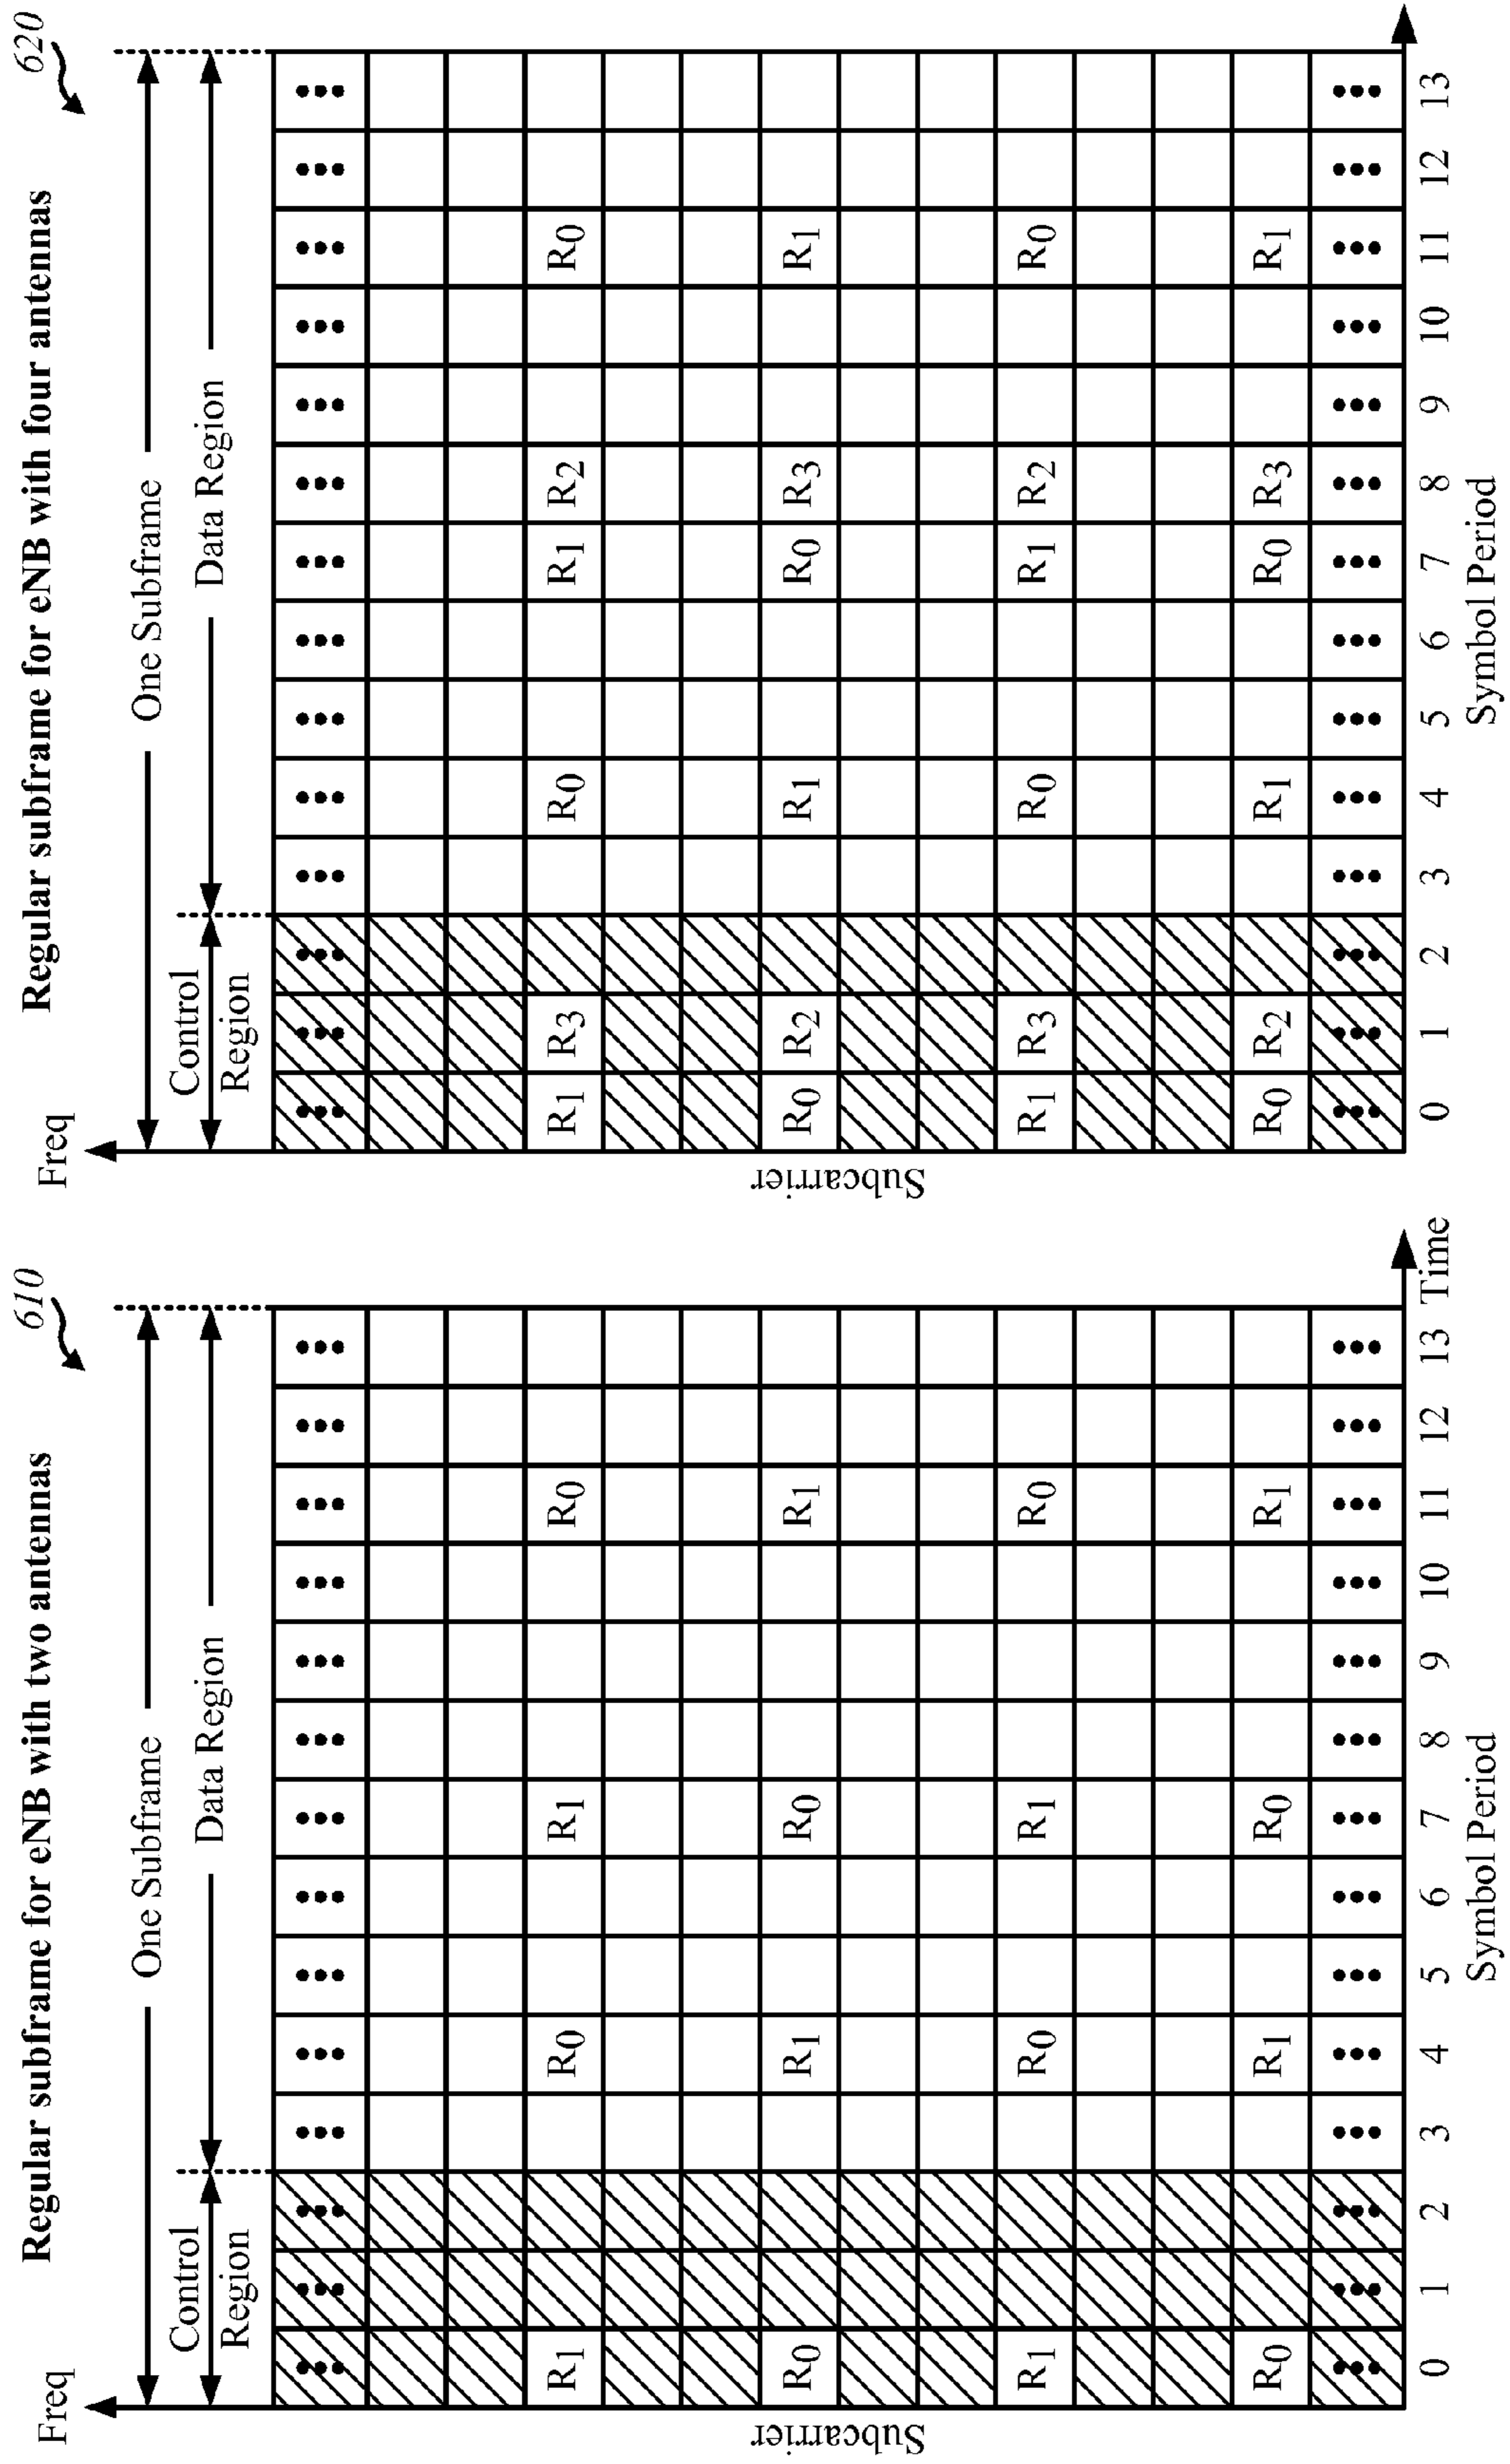 Regular subframe for eNB with two antennas
610
Freq
One Subframe
Control
Region
Data Region
Subcarrier
R1 R0 R1 R0
R0 R1 R0 R1
R1 R0 R1 R0
R0 R1 R0 R1
0 1 2 3 4 5 6 7 8 9 10 11 12 13 Time
Symbol Period
Regular subframe for eNB with four antennas
620
Freq
One Subframe
Control
Region
Data Region
Subcarrier
R1 R3 R0 R1 R2 R0
R0 R2 R1 R0 R3 R1
R1 R3 R0 R1 R2 R0
R0 R2 R1 R0 R3 R1
0 1 2 3 4 5 6 7 8 9 10 11 12 13
Symbol Period